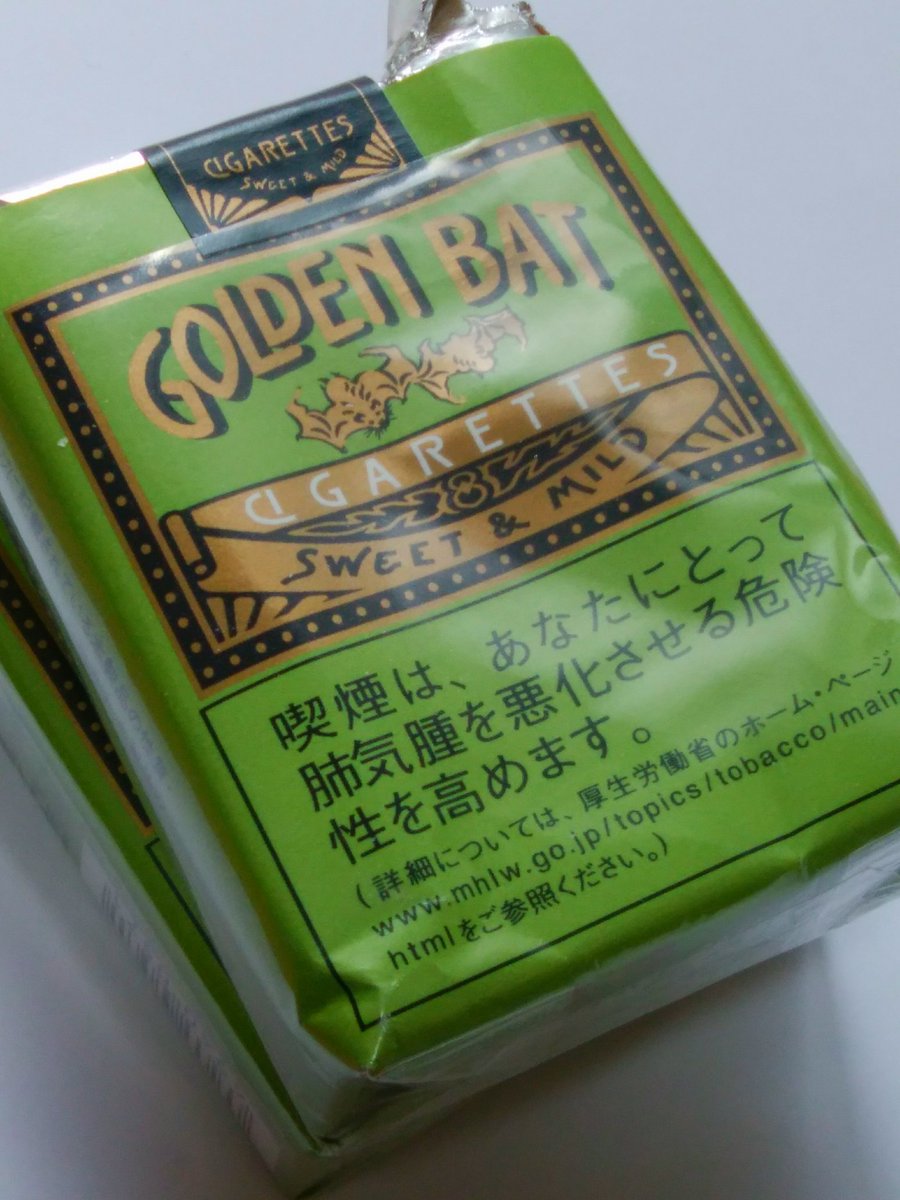 CIGARETTES
SWEET & MILD
GOLDEN BAT
CIGARETTES
8
SWEET & MILD
喫煙は、あなたにとって
肺気腫を悪化させる危険
性を高めます。
(詳細については、厚生労働省のホーム・ページ
www.mhlw.go.jp/topics/tobacco/main.
htmlをご参照ください。)